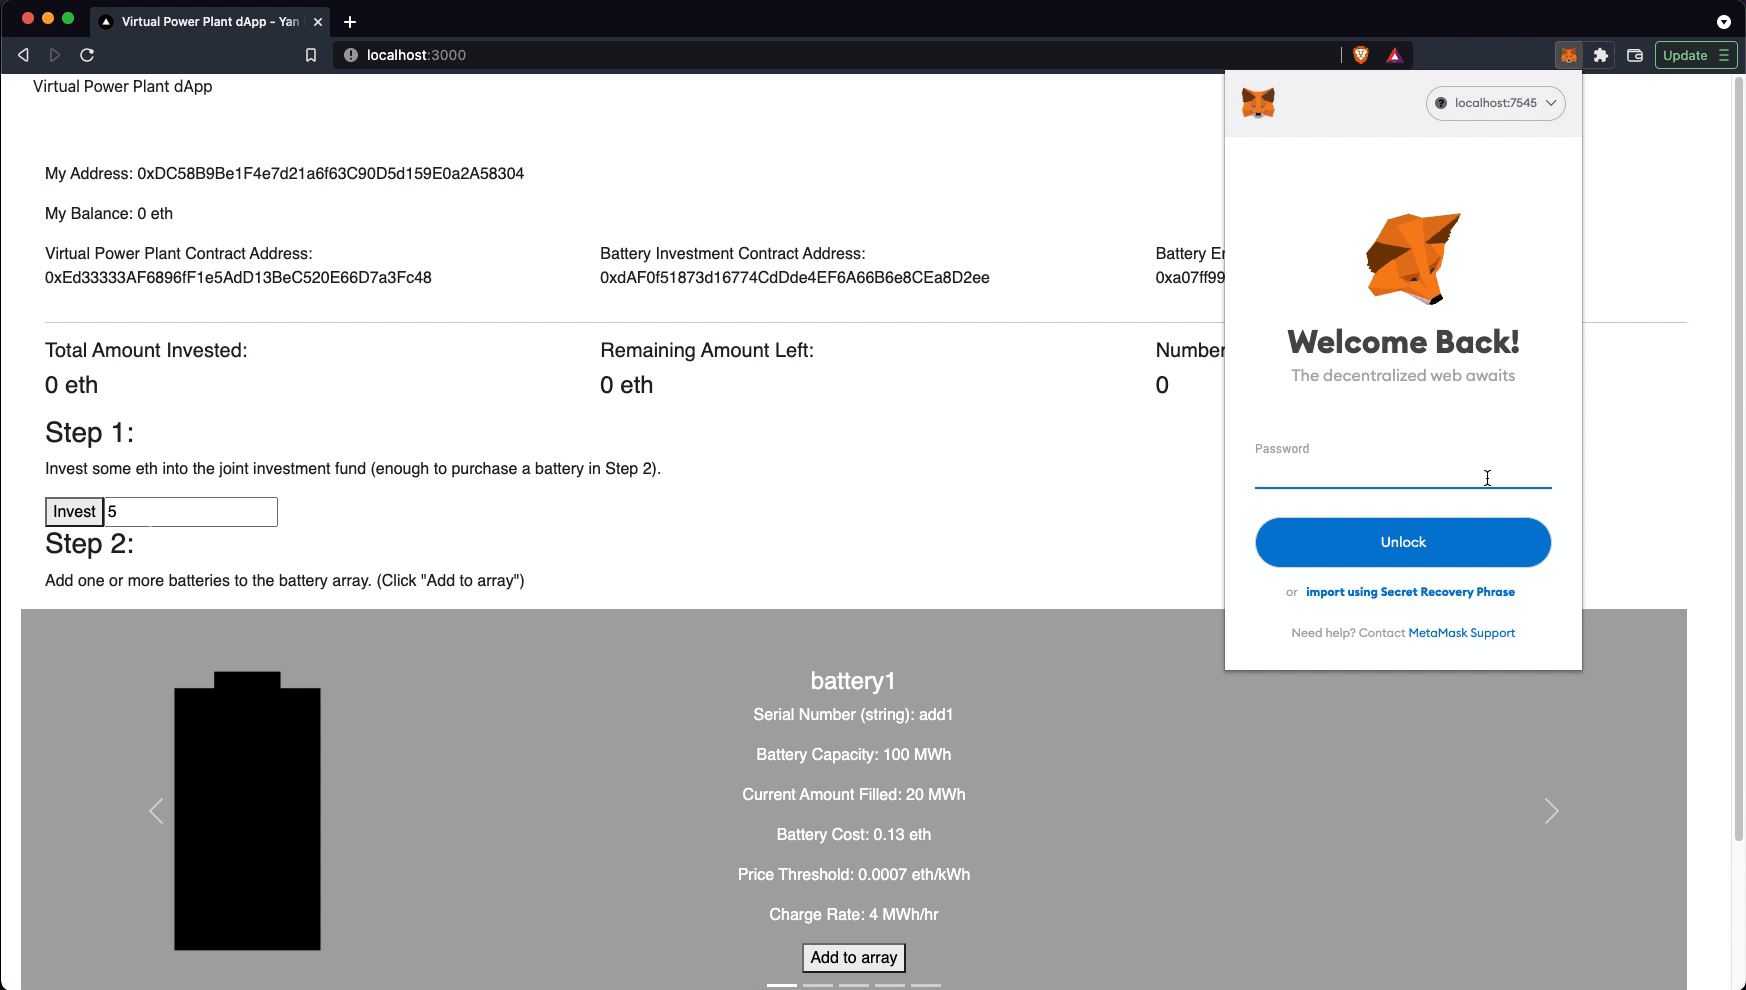 Virtual Power Plant dApp - Yan
localhost:3000
Update
Virtual Power Plant dApp
localhost:7545
My Address: 0xDC58B9Be1F4e7d21a6f63C90D5d159E0a2A58304
My Balance: 0 eth
Virtual Power Plant Contract Address:
0xEd33333AF6896fF1e5AdD13BeC520E66D7a3Fc48
Battery Investment Contract Address:
0xdAF0f51873d16774CdDde4EF6A66B6e8CEa8D2ee
Battery Er
0xa07ff99
Total Amount Invested:
0 eth
Remaining Amount Left:
0 eth
Number
0
Welcome Back!
The decentralized web awaits
Password
Unlock
or import using Secret Recovery Phrase
Need help? Contact MetaMask Support
Step 1:
Invest some eth into the joint investment fund (enough to purchase a battery in Step 2).
Invest 5
Step 2:
Add one or more batteries to the battery array. (Click "Add to array")
battery1
Serial Number (string): add1
Battery Capacity: 100 MWh
Current Amount Filled: 20 MWh
Battery Cost: 0.13 eth
Price Threshold: 0.0007 eth/kWh
Charge Rate: 4 MWh/hr
Add to array